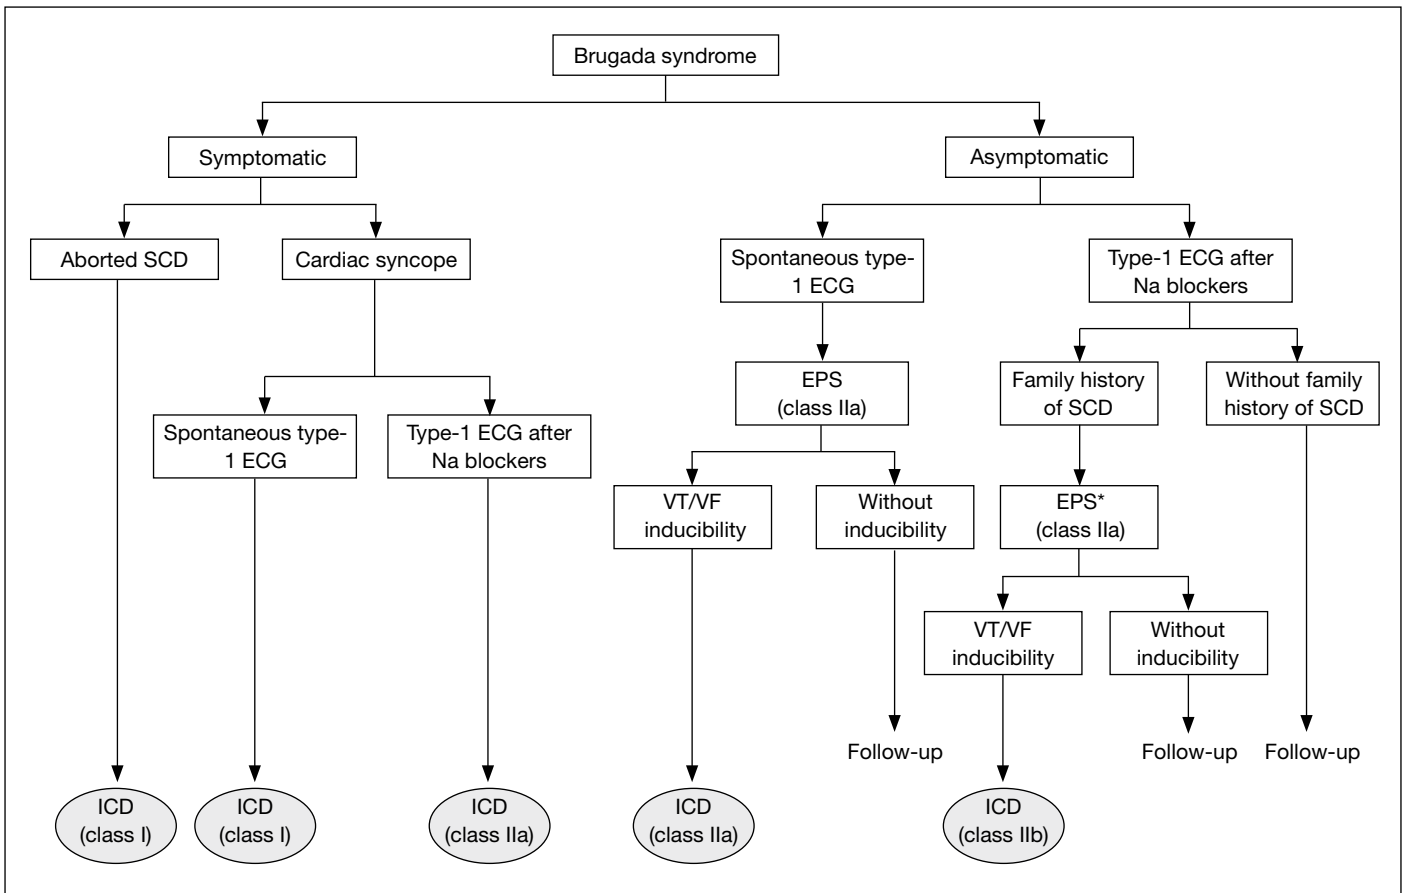 Brugada syndrome
Symptomatic
Asymptomatic
Aborted SCD
Cardiac syncope
Spontaneous type-
1 ECG
Type-1 ECG after
Na blockers
EPS
(class IIa)
Family history
of SCD
Without family
history of SCD
Spontaneous type-
1 ECG
Type-1 ECG after
Na blockers
VT/VF
inducibility
Without
inducibility
EPS*
(class IIa)
VT/VF
inducibility
Without
inducibility
Follow-up
Follow-up
Follow-up
ICD
(class I)
ICD
(class I)
ICD
(class IIa)
ICD
(class IIa)
ICD
(class IIb)